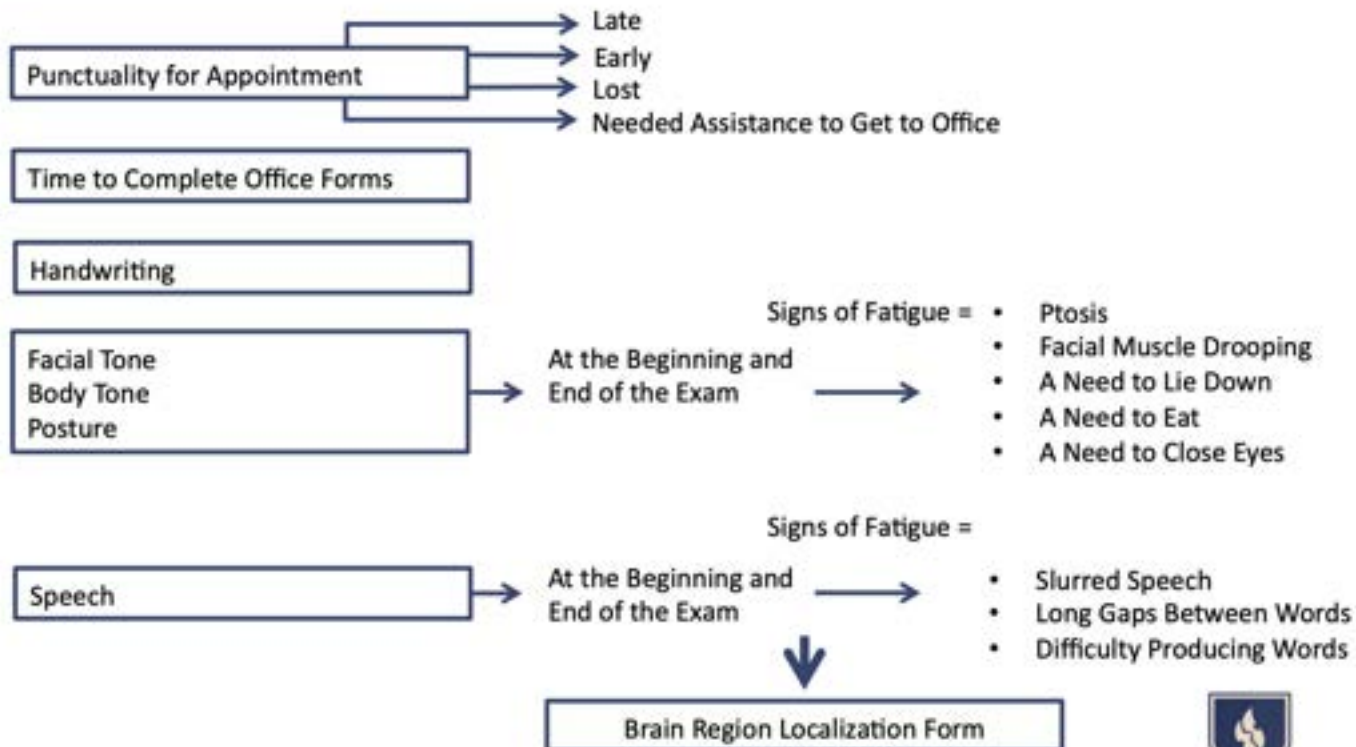 Late
Early
Punctuality for Appointment
Lost
Needed Assistance to Get to Office
Time to Complete Office Forms
Handwriting
Facial Tone
Body Tone
Posture
At the Beginning and
End of the Exam
Signs of Fatigue =
• Ptosis
• Facial Muscle Drooping
• A Need to Lie Down
• A Need to Eat
• A Need to Close Eyes
Speech
At the Beginning and
End of the Exam
Signs of Fatigue =
• Slurred Speech
• Long Gaps Between Words
• Difficulty Producing Words
Brain Region Localization Form